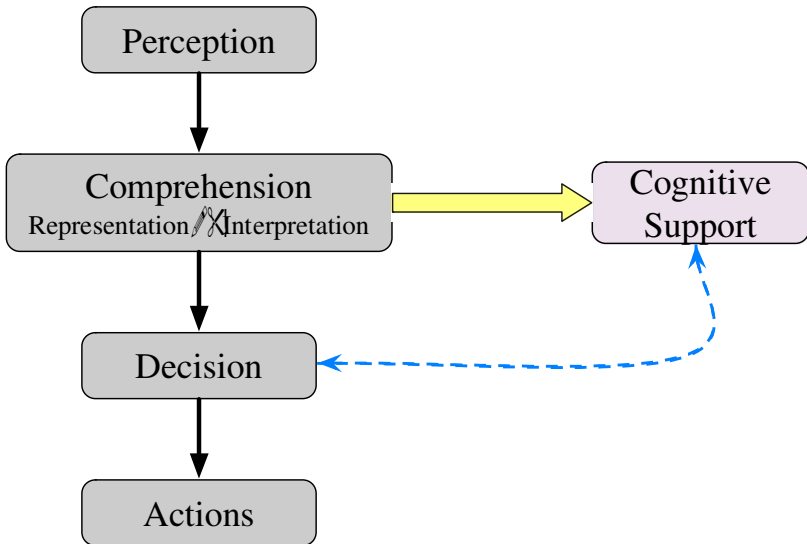 Perception
Comprehension
Representation Interpretation
Cognitive
Support
Decision
Actions